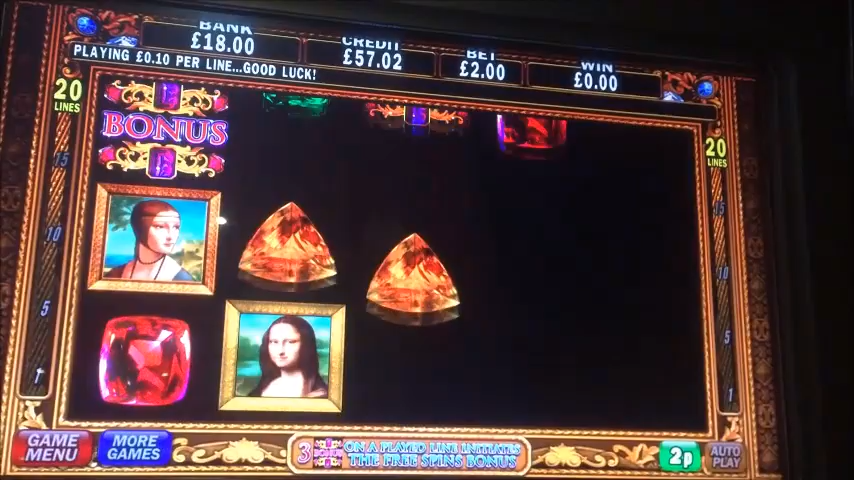 BANK
£18.00
CREDIT
£57.02
BET
£2.00
WIN
£0.00
PLAYING £0.10 PER LINE...GOOD LUCK!
20
LINES
20
LINES
BONUS
15
10
5
1
15
10
5
1
GAME
MENU
MORE
GAMES
3 BONUS ON A PLAYED LINE INITIATES
THE FREE SPINS BONUS
2p
AUTO
PLAY